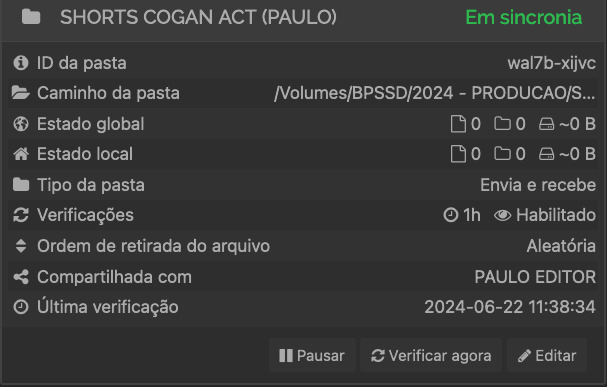 SHORTS COGAN ACT (PAULO) Em sincronia
ID da pasta wal7b-xijvc
Caminho da pasta /Volumes/BPSSD/2024 - PRODUCAO/S...
Estado global 0 0 ~0 B
Estado local 0 0 ~0 B
Tipo da pasta Envia e recebe
Verificações 1h Habilitado
Ordem de retirada do arquivo Aleatória
Compartilhada com PAULO EDITOR
Última verificação 2024-06-22 11:38:34
Pausar Verificar agora Editar